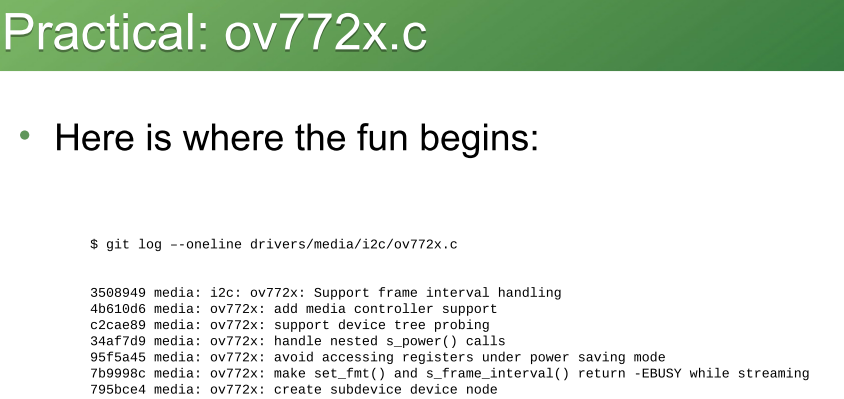 Practical: ov772x.c
• Here is where the fun begins:
$ git log –-oneline drivers/media/i2c/ov772x.c
3508949 media: i2c: ov772x: Support frame interval handling
4b610d6 media: ov772x: add media controller support
c2cae89 media: ov772x: support device tree probing
34af7d9 media: ov772x: handle nested s_power() calls
95f5a45 media: ov772x: avoid accessing registers under power saving mode
7b9998c media: ov772x: make set_fmt() and s_frame_interval() return -EBUSY while streaming
795bce4 media: ov772x: create subdevice device node